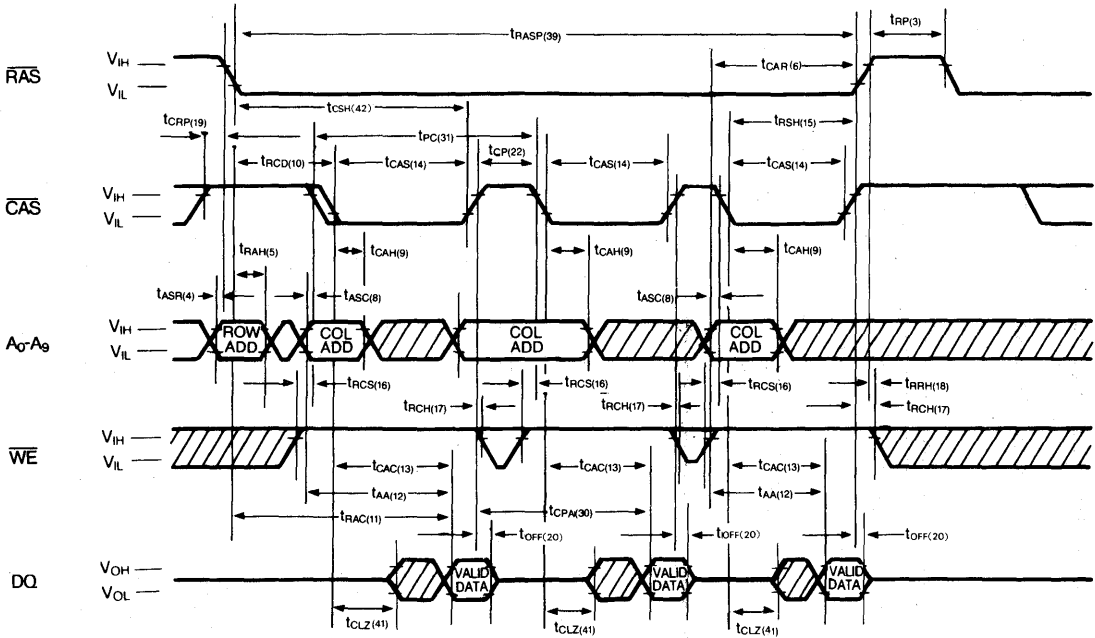 tRASP(39)
tRP(3)
RAS
VIH
VIL
tCAR(6)
tCSH(42)
tCRP(19)
tPC(31)
tRSH(15)
tRCD(10)
tCAS(14)
tCP(22)
tCAS(14)
tCAS(14)
CAS
VIH
VIL
tRAH(5)
tCAH(9)
tCAH(9)
tCAH(9)
tASR(4)
tASC(8)
tASC(8)
A0-A9
VIH
VIL
ROW ADD
COL ADD
COL ADD
COL ADD
tRCS(16)
tRCS(16)
tRCS(16)
tRRH(18)
tRCH(17)
tRCH(17)
tRCH(17)
WE
VIH
VIL
tCAC(13)
tCAC(13)
tCAC(13)
tAA(12)
tAA(12)
tRAC(11)
tCPA(30)
tOFF(20)
tOFF(20)
tOFF(20)
DQ
VOH
VOL
VALID DATA
VALID DATA
VALID DATA
tCLZ(41)
tCLZ(41)
tCLZ(41)